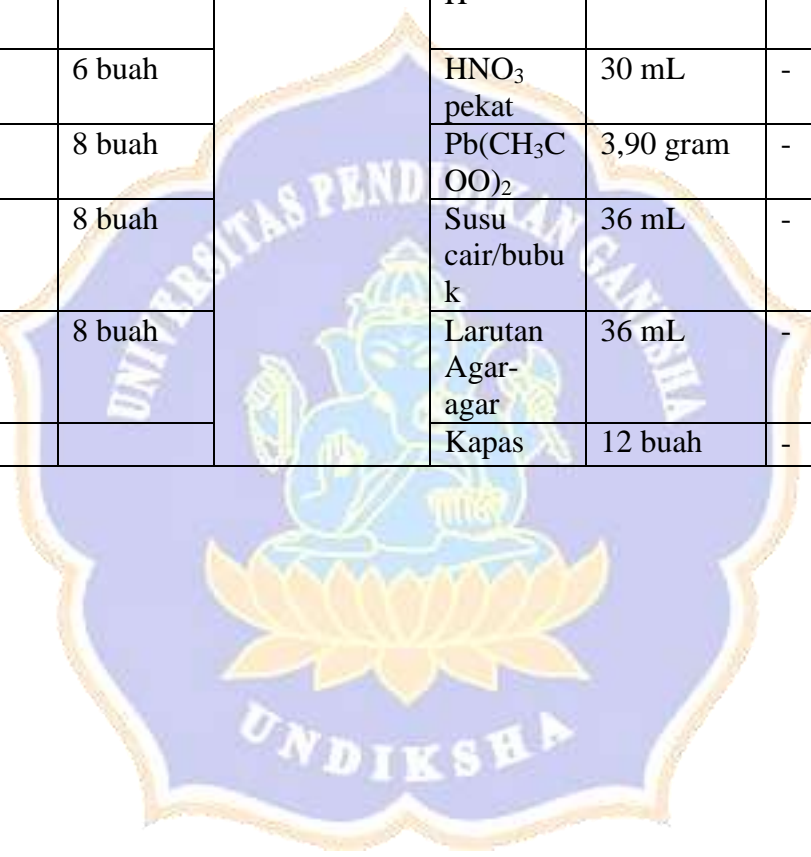 6 buah HNO₃ 30 mL -
pekat
8 buah Pb(CH₃C 3,90 gram -
OO)₂
8 buah Susu 36 mL -
cair/bubu
k
8 buah Larutan 36 mL -
Agar-
agar
Kapas 12 buah -
UNIVERSITAS PENDIDIKAN GANESHA
UNDIKSHA